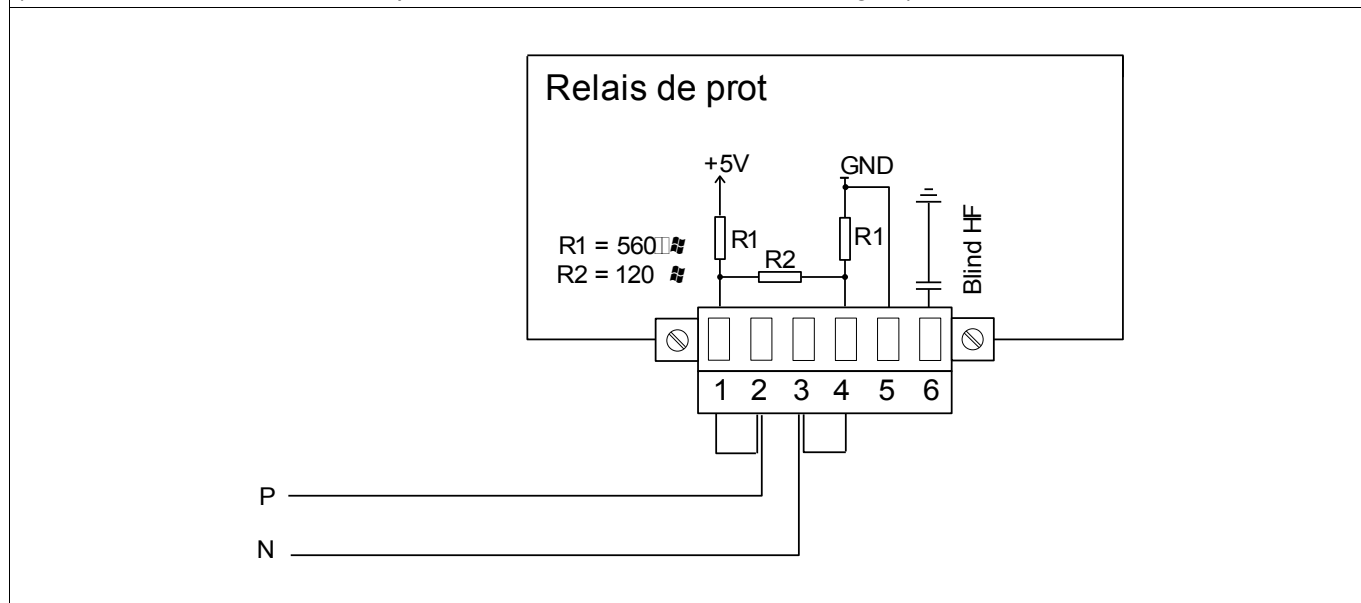 Relais de prot
+5V
GND
R1 = 560
R1
R2
R1
R2 = 120
Blind HF
1 2 3 4 5 6
P
N